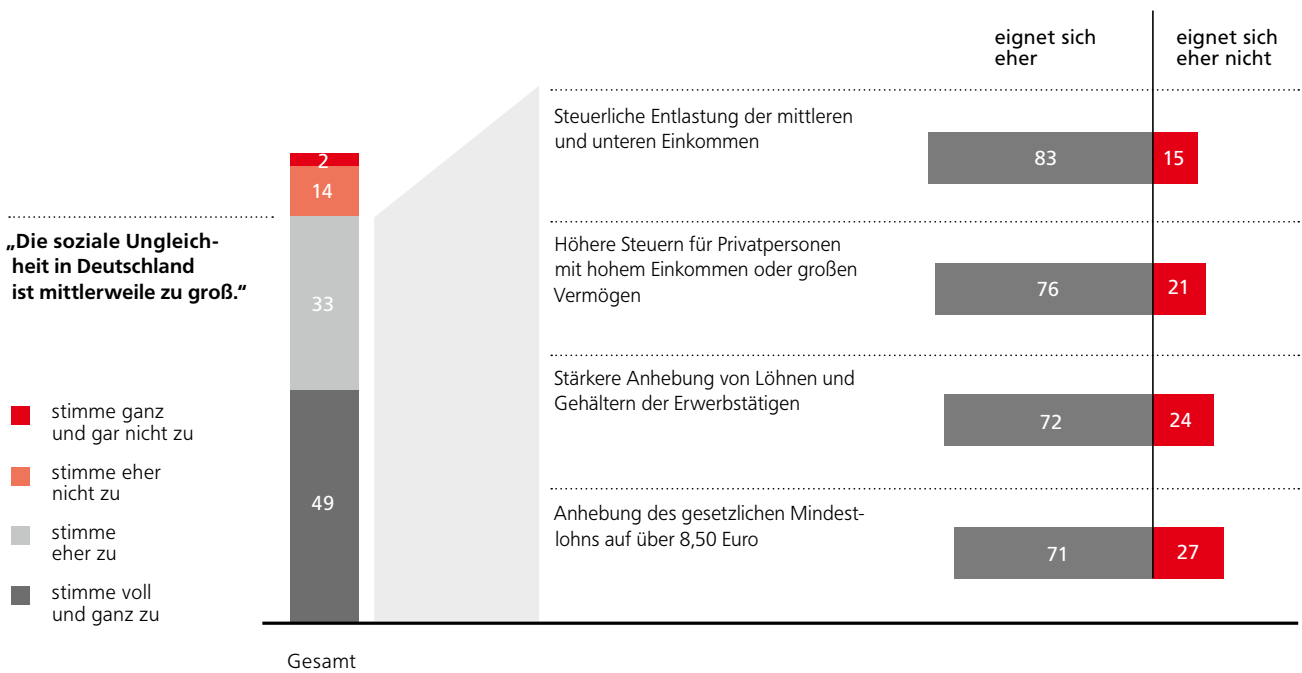 eignet sich
eher
eignet sich
eher nicht
Steuerliche Entlastung der mittleren
und unteren Einkommen
83
15
2
14
„Die soziale Ungleich-
heit in Deutschland
ist mittlerweile zu groß.“
Höhere Steuern für Privatpersonen
mit hohem Einkommen oder großen
Vermögen
76
21
33
Stärkere Anhebung von Löhnen und
Gehältern der Erwerbstätigen
72
24
stimme ganz
und gar nicht zu
stimme eher
nicht zu
stimme
eher zu
stimme voll
und ganz zu
49
Anhebung des gesetzlichen Mindest-
lohns auf über 8,50 Euro
71
27
Gesamt